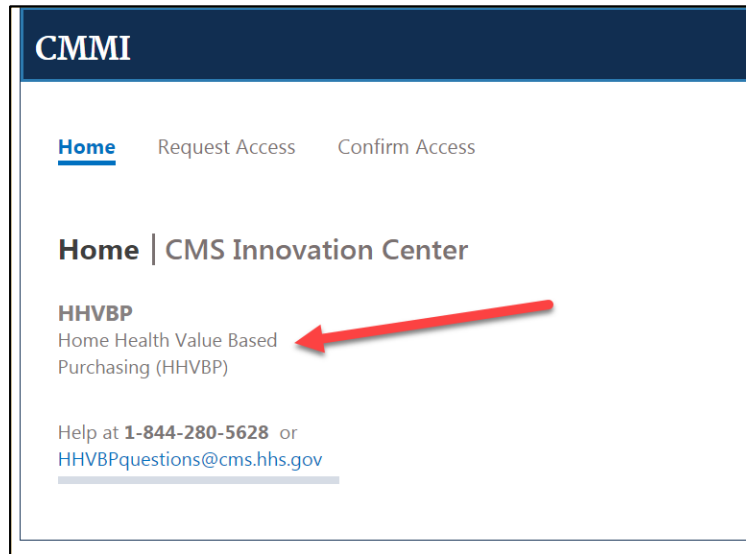 CMMI
Home Request Access Confirm Access
Home | CMS Innovation Center
HHVBP
Home Health Value Based
Purchasing (HHVBP)
Help at 1-844-280-5628 or
HHVBPquestions@cms.hhs.gov